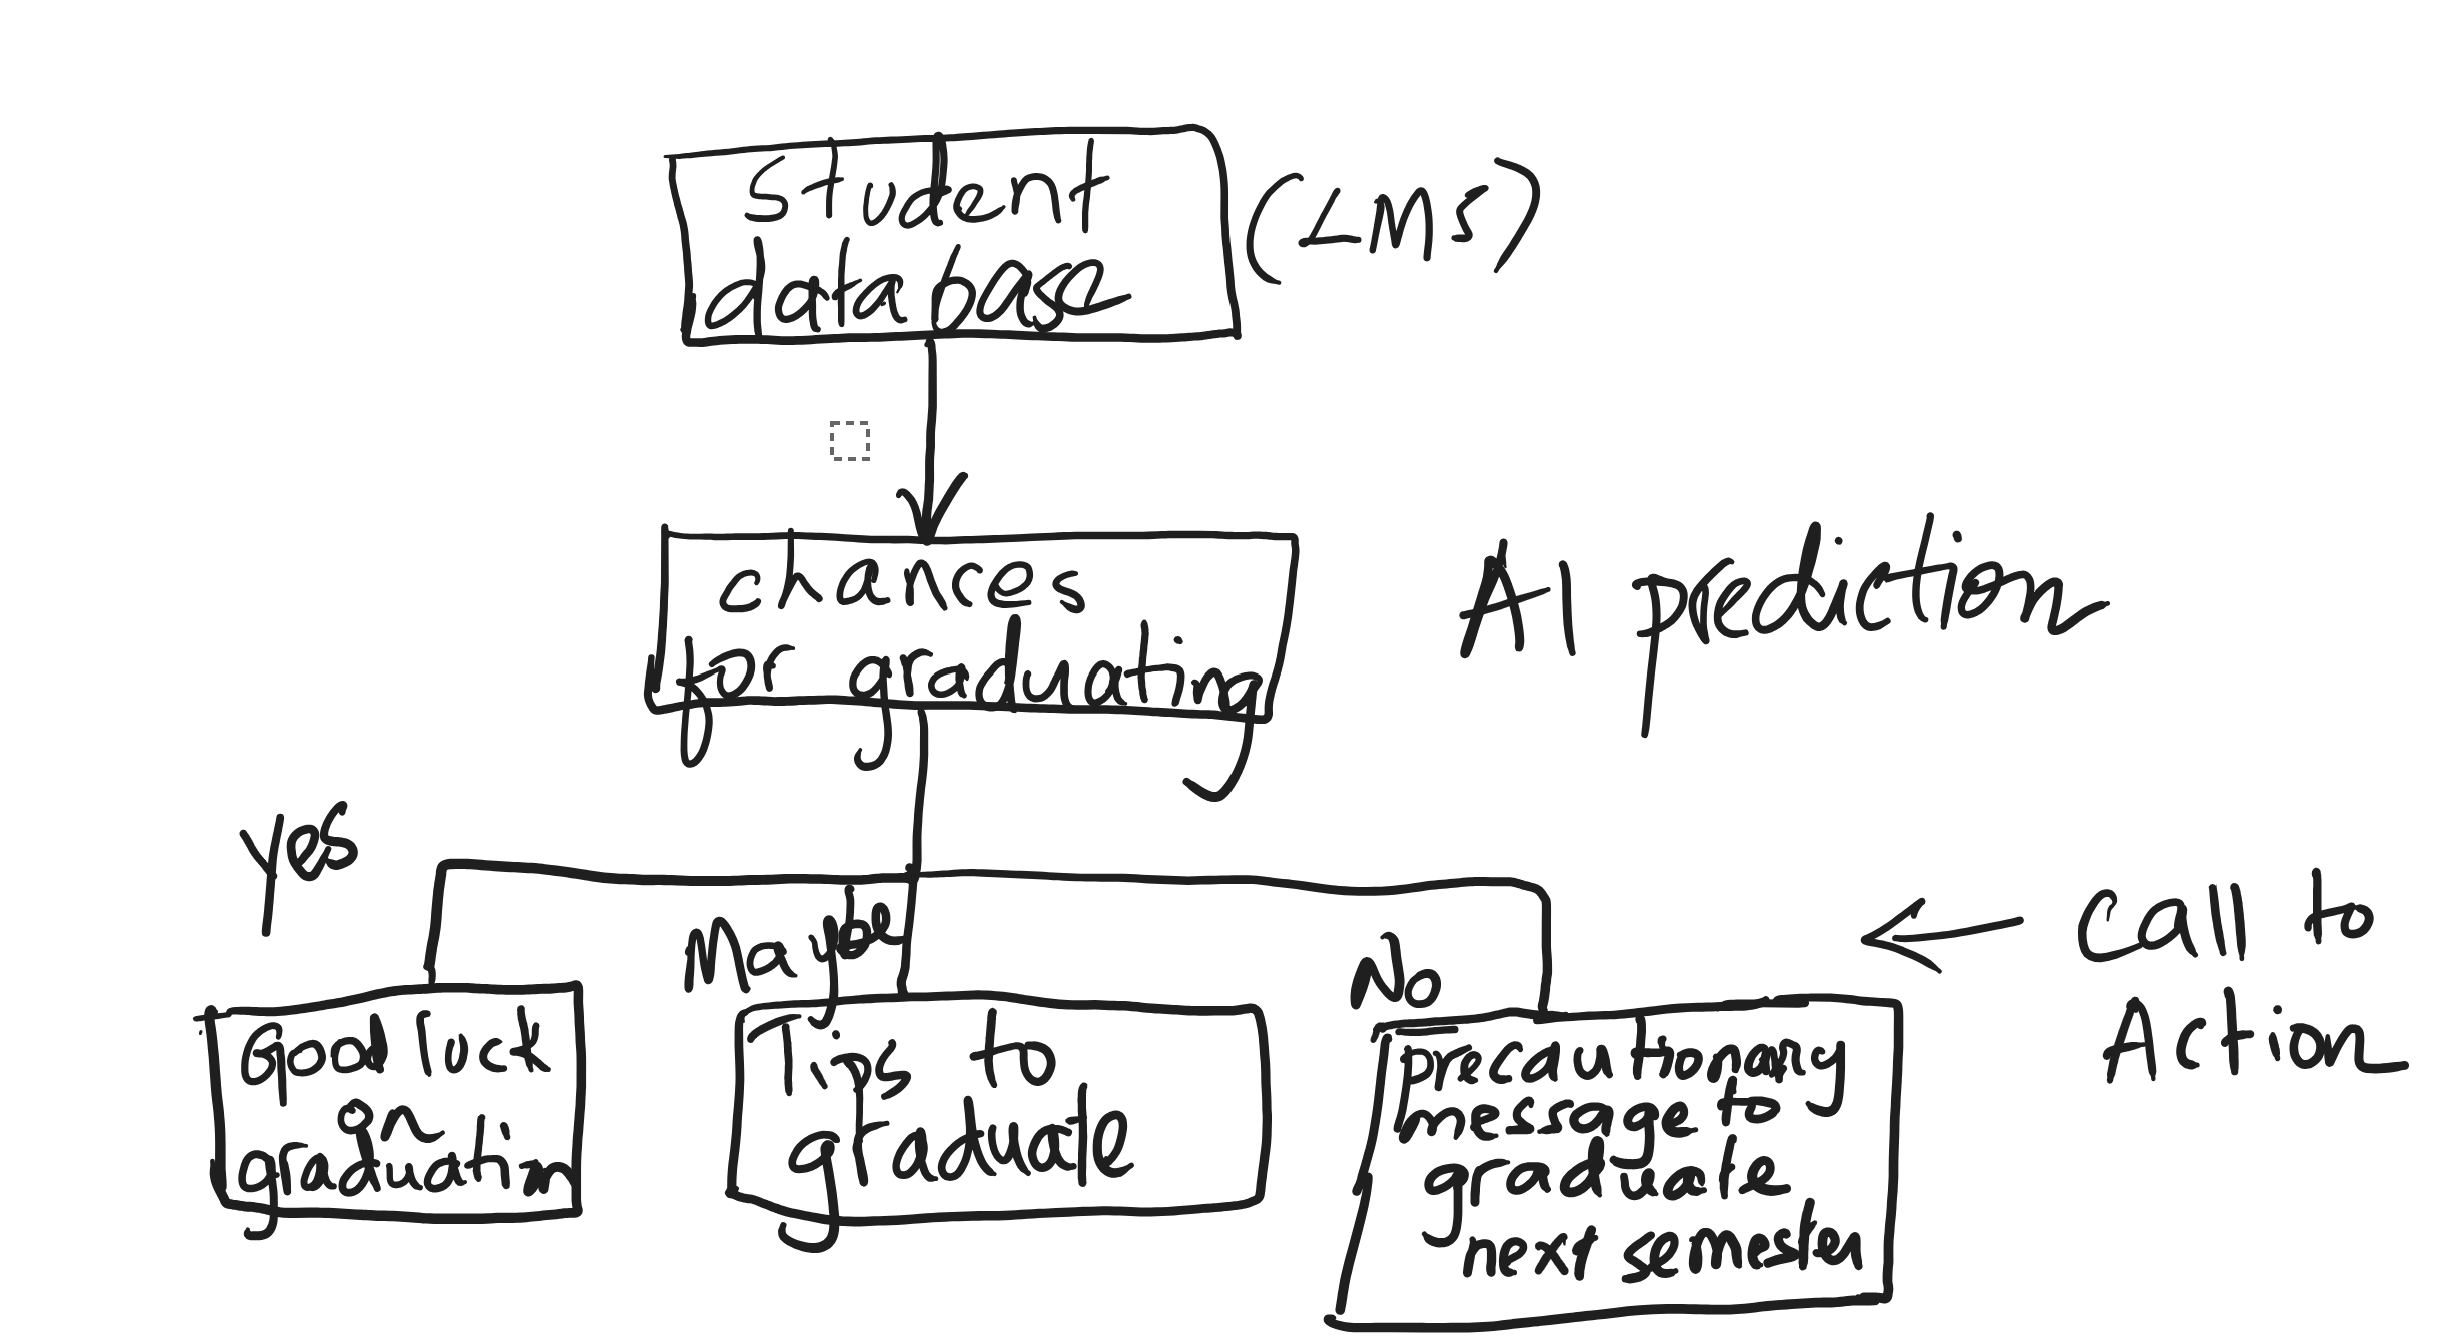 student
database
(LMS)
chances
for graduating
AI prediction
yes
Maybe
No
Call to
Action
Good luck
on
graduation
Tips to
graduate
precautionary
message to
graduate
next semester